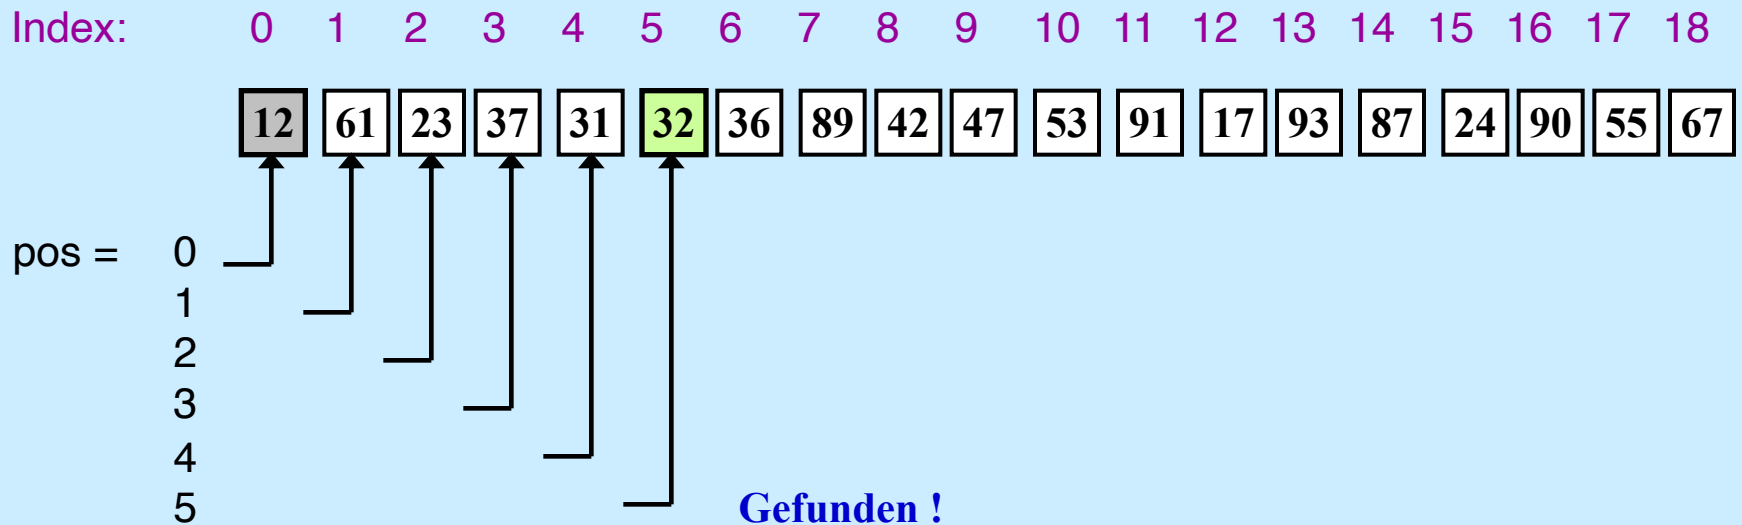 Index: 0 1 2 3 4 5 6 7 8 9 10 11 12 13 14 15 16 17 18
12 61 23 37 31 32 36 89 42 47 53 91 17 93 87 24 90 55 67
pos = 0
1
2
3
4
5 Gefunden !